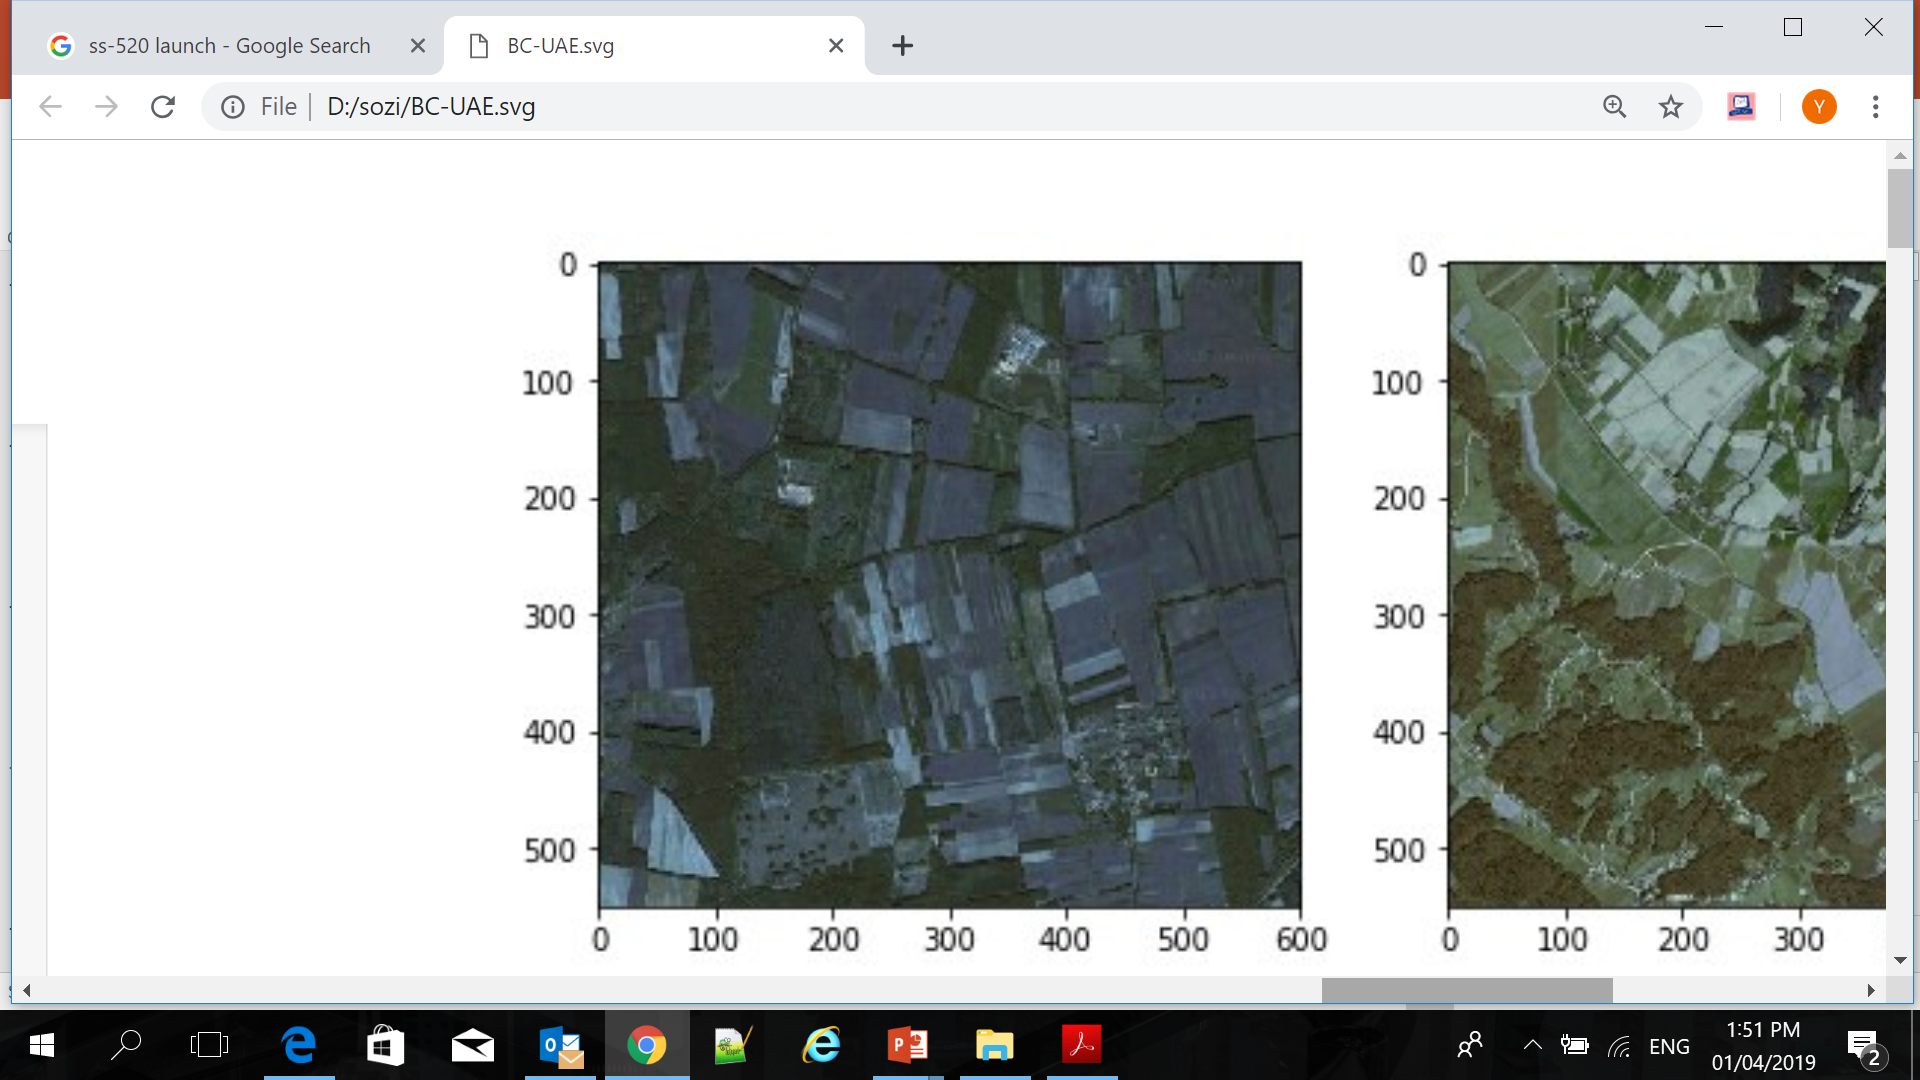 ss-520 launch - Google Search
BC-UAE.svg
File
D:/sozi/BC-UAE.svg
Y
0
100
200
300
400
500
0 100 200 300 400 500 600
0
100
200
300
400
500
0 100 200 300
ENG
1:51 PM
01/04/2019
2